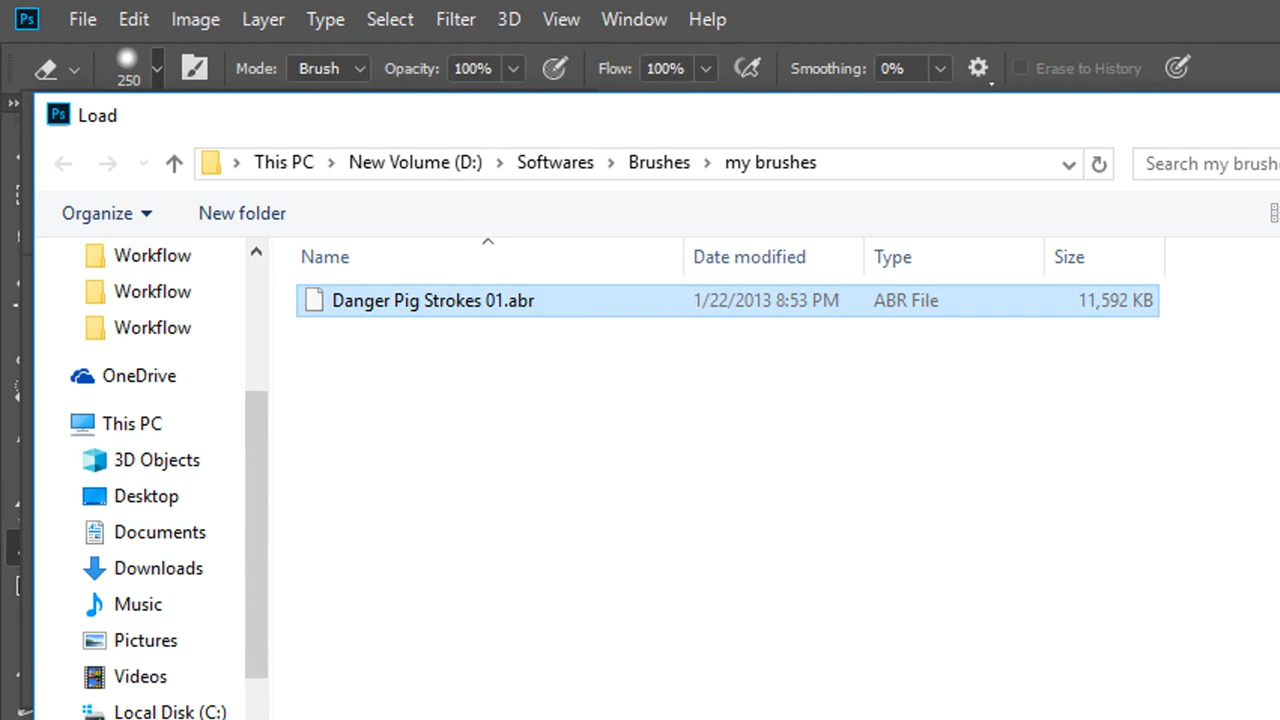 Ps File Edit Image Layer Type Select Filter 3D View Window Help
250 Mode: Brush Opacity: 100% Flow: 100% Smoothing: 0% Erase to History
Ps Load
This PC New Volume (D:) Softwares Brushes my brushes Search my brush
Organize New folder
Name Date modified Type Size
Danger Pig Strokes 01.abr 1/22/2013 8:53 PM ABR File 11,592 KB
Workflow
Workflow
Workflow
OneDrive
This PC
3D Objects
Desktop
Documents
Downloads
Music
Pictures
Videos
Local Disk (C:)